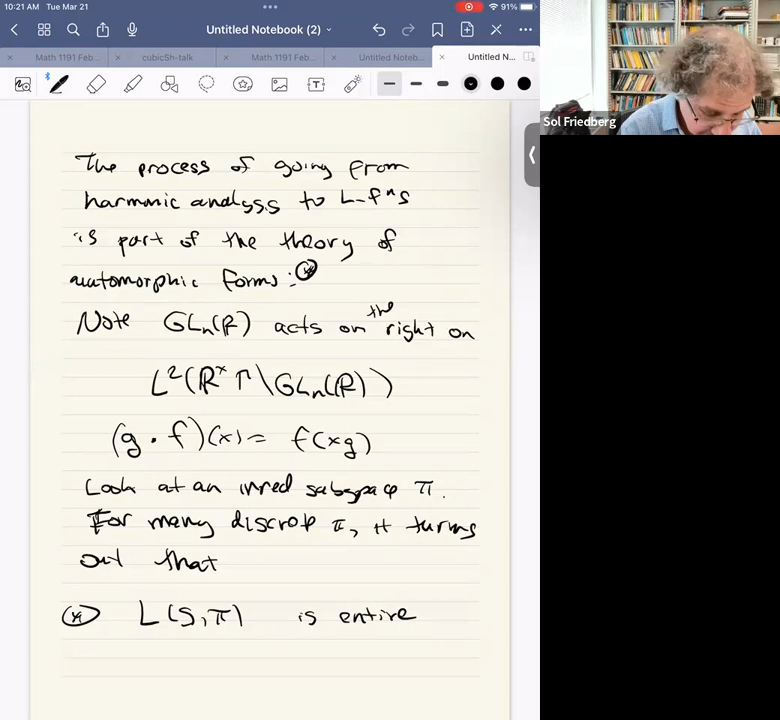 10:21 AM Tue Mar 21
91%
Untitled Notebook (2)
Math 1191 Feb...
cubicSh-talk
Math 1191 Feb...
Untitled Noteb...
Untitled N...
Sol Friedberg
The process of going from
harmonic analysis to L-fⁿs
is part of the theory of
automorphic forms: (*)
Note GLn(R) acts on the right on
L²(R^x Γ\GLn(R))
(g · f)(x) = f(xg)
Look at an irred subspace π.
For many discrete π, it turns
out that
(*) L(s, π) is entire